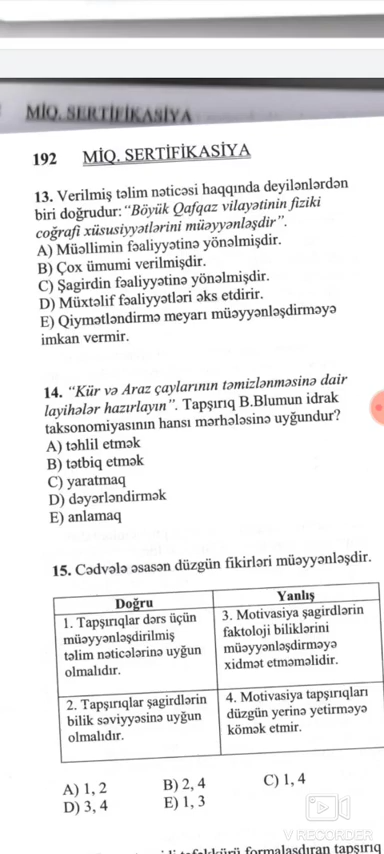 MİQ. SERTİFİKASİYA
192 MİQ. SERTİFİKASİYA
13. Verilmiş təlim nəticəsi haqqında deyilənlərdən
biri doğrudur: “Böyük Qafqaz vilayətinin fiziki
coğrafi xüsusiyyətlərini müəyyənləşdir”.
A) Müəllimin fəaliyyətinə yönəlmişdir.
B) Çox ümumi verilmişdir.
C) Şagirdin fəaliyyətinə yönəlmişdir.
D) Müxtəlif fəaliyyətləri əks etdirir.
E) Qiymətləndirmə meyarı müəyyənləşdirməyə
imkan vermir.
14. “Kür və Araz çaylarının təmizlənməsinə dair
layihələr hazırlayın”. Tapşırıq B.Blumun idrak
taksonomiyasının hansı mərhələsinə uyğundur?
A) təhlil etmək
B) tətbiq etmək
C) yaratmaq
D) dəyərləndirmək
E) anlamaq
15. Cədvələ əsasən düzgün fikirləri müəyyənləşdir.
Doğru
1. Tapşırıqlar dərs üçün
müəyyənləşdirilmiş
təlim nəticələrinə uyğun
olmalıdır.
Yanlış
3. Motivasiya şagirdlərin
faktoloji biliklərini
müəyyənləşdirməyə
xidmət etməməlidir.
2. Tapşırıqlar şagirdlərin
bilik səviyyəsinə uyğun
olmalıdır.
4. Motivasiya tapşırıqları
düzgün yerinə yetirməyə
kömək etmir.
A) 1, 2 B) 2, 4 C) 1, 4
D) 3, 4 E) 1, 3
V RECORDER
formalaşdıran tapşırıq